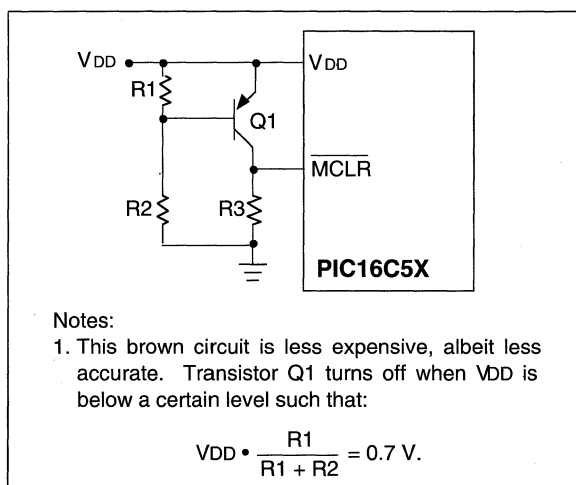 VDD
VDD
R1
Q1
MCLR
R2
R3
PIC16C5X
Notes:
1. This brown circuit is less expensive, albeit less
accurate. Transistor Q1 turns off when VDD is
below a certain level such that:
VDD • R1 / R1 + R2 = 0.7 V.